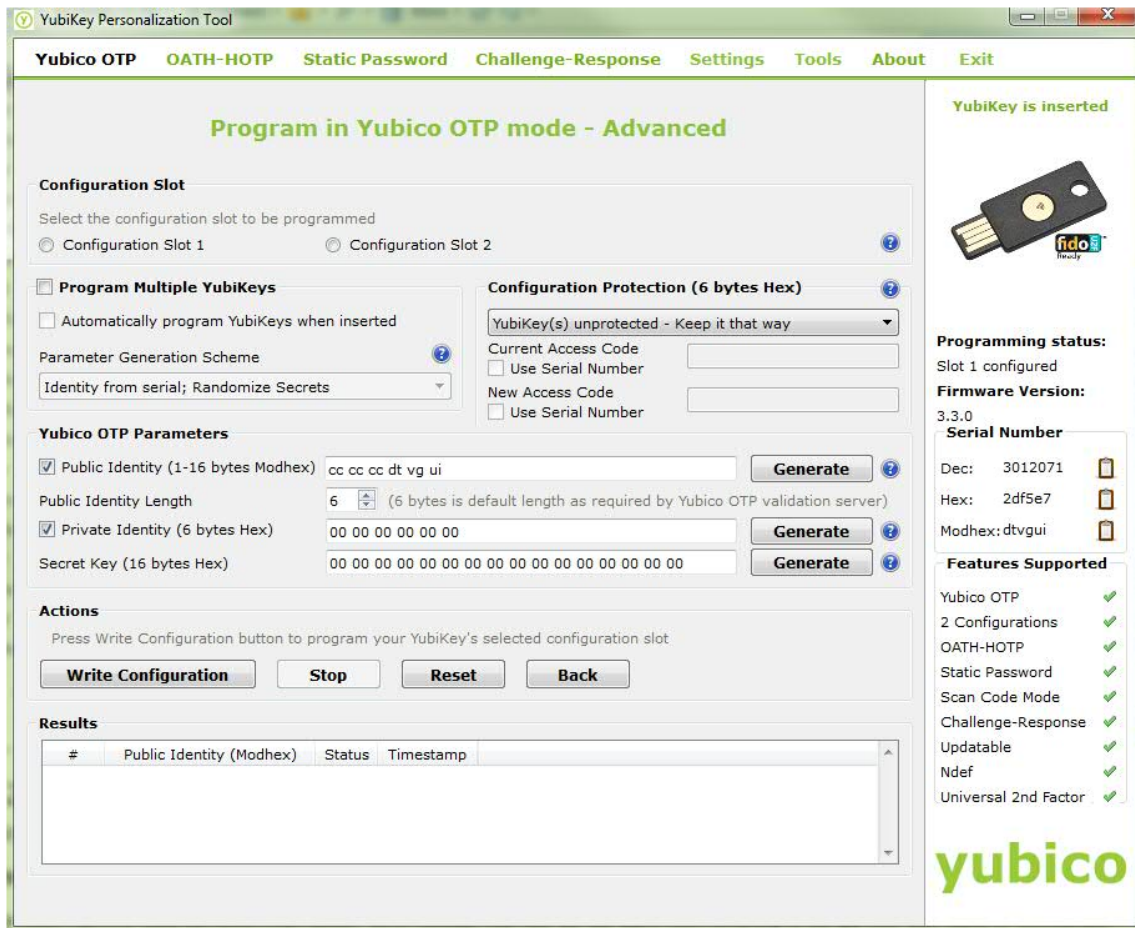 YubiKey Personalization Tool
Yubico OTP OATH-HOTP Static Password Challenge-Response Settings Tools About Exit
Program in Yubico OTP mode - Advanced
Configuration Slot
Select the configuration slot to be programmed
Configuration Slot 1 Configuration Slot 2
Program Multiple YubiKeys
Automatically program YubiKeys when inserted
Parameter Generation Scheme
Identity from serial; Randomize Secrets
Configuration Protection (6 bytes Hex)
YubiKey(s) unprotected - Keep it that way
Current Access Code
Use Serial Number
New Access Code
Use Serial Number
Yubico OTP Parameters
Public Identity (1-16 bytes Modhex) cc cc cc dt vg ui Generate
Public Identity Length 6 (6 bytes is default length as required by Yubico OTP validation server)
Private Identity (6 bytes Hex) 00 00 00 00 00 00 Generate
Secret Key (16 bytes Hex) 00 00 00 00 00 00 00 00 00 00 00 00 00 00 00 00 Generate
Actions
Press Write Configuration button to program your YubiKey's selected configuration slot
Write Configuration Stop Reset Back
Results
# Public Identity (Modhex) Status Timestamp
YubiKey is inserted
fido U2F
Ready
Programming status:
Slot 1 configured
Firmware Version:
3.3.0
Serial Number
Dec: 3012071
Hex: 2df5e7
Modhex: dtvgui
Features Supported
Yubico OTP
2 Configurations
OATH-HOTP
Static Password
Scan Code Mode
Challenge-Response
Updatable
Ndef
Universal 2nd Factor
yubico